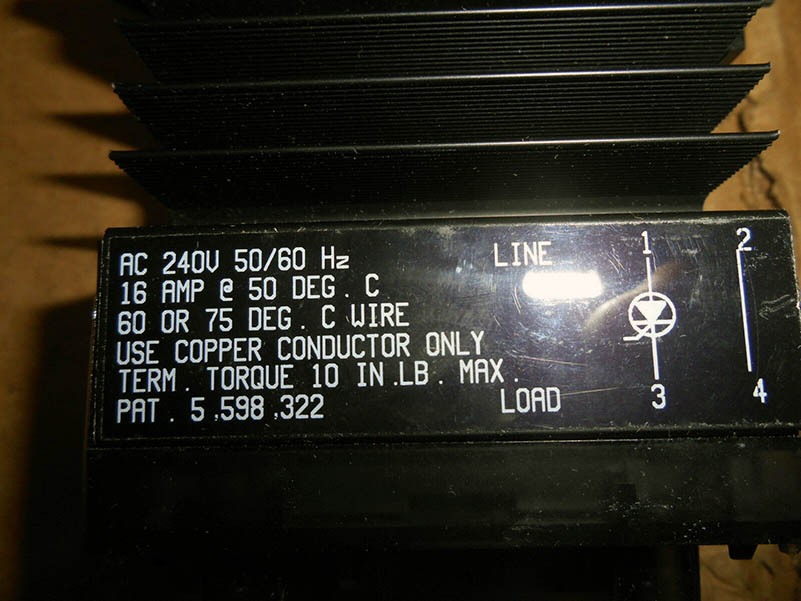 AC 240V 50/60 Hz
16 AMP @ 50 DEG. C
60 OR 75 DEG. C WIRE
USE COPPER CONDUCTOR ONLY
TERM. TORQUE 10 IN.LB. MAX.
PAT. 5,598,322
LINE 1 2
LOAD 3 4